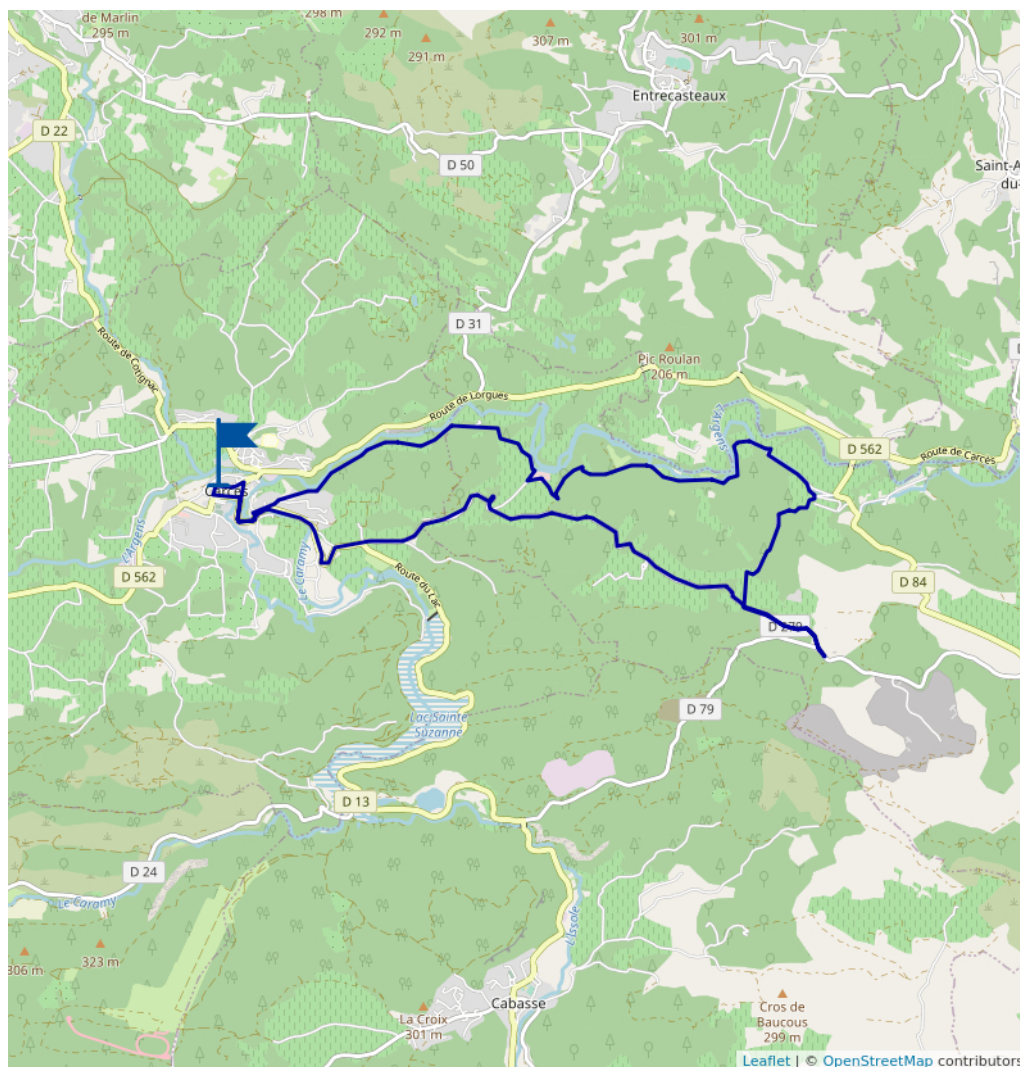 de Marlin
295 m
298 m
292 m
291 m
307 m
301 m
Entrecasteaux
D 22
D 50
Saint-A
du-
Route de Cotignac
D 31
Pic Roulan
206 m
Route de Lorgues
L'Argens
D 562
Route de Carcès
Carcès
L'Argens
Le Caramy
D 562
Route du Lac
D 84
D 279
D 79
Lac Sainte
Suzanne
D 13
D 24
Le Caramy
323 m
306 m
L'Issole
La Croix
301 m
Cabasse
Cros de
Baucous
299 m
Leaflet | © OpenStreetMap contributors